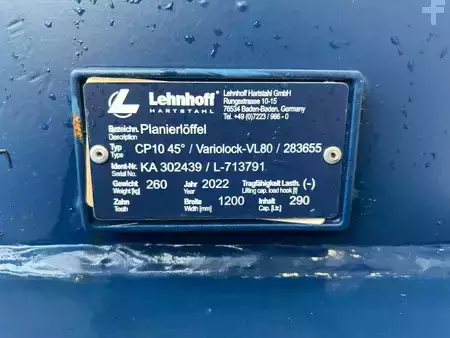 Lehnhoff
HARTSTAHL
Lehnhoff Hartstahl GmbH
Rungsstrasse 10-15
76534 Baden-Baden, Germany
Tel. +49 (0)7223 / 966 - 0
Bezeichn. Planierlöffel
Description
Typ CP10 45° / Variolock-VL80 / 283655
Type
Ident-Nr. KA 302439 / L-713791
Serial No.
Gewicht 260 Jahr 2022 Tragfähigkeit Lasth. (-)
Weight [kg] Year Lifting cap. load hook [t]
Zahn Breite 1200 Inhalt 290
Teeth Width [mm] Cap. [Ltr.]
F